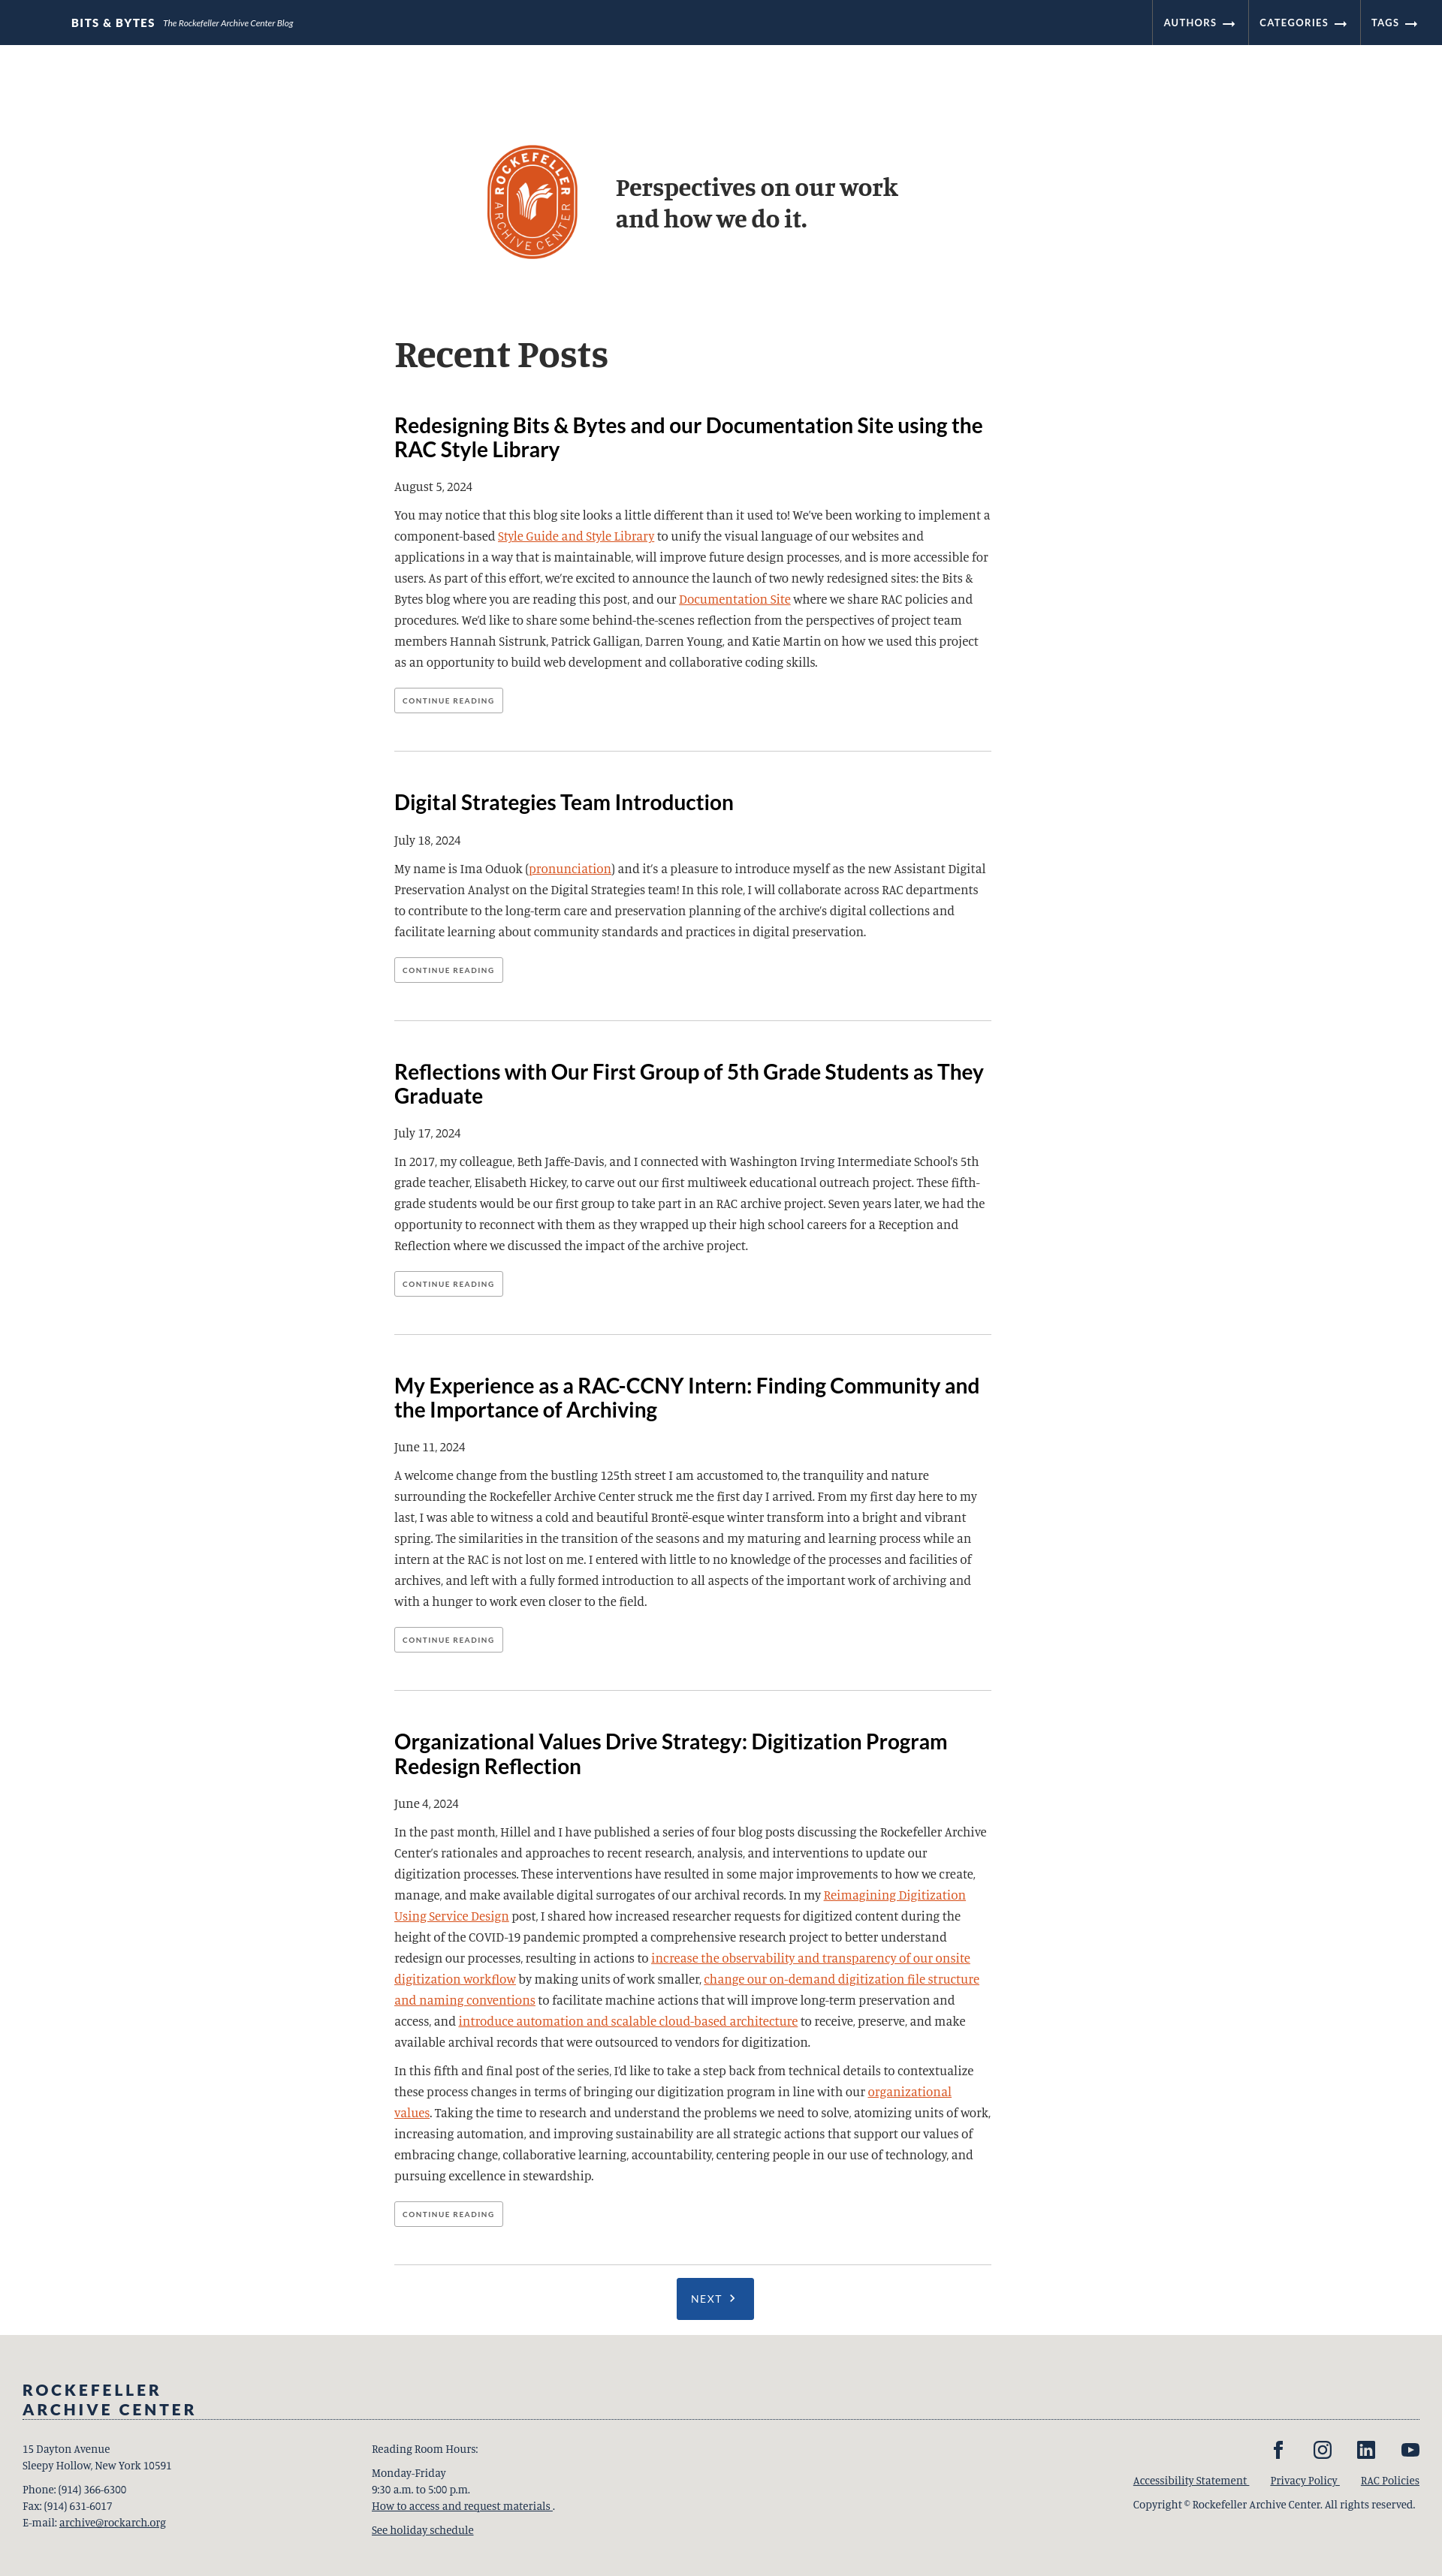 BITS & BYTES The Rockefeller Archive Center Blog
AUTHORS → CATEGORIES → TAGS →
ROCKEFELLER
ARCHIVE CENTER
Perspectives on our work
and how we do it.
Recent Posts
Redesigning Bits & Bytes and our Documentation Site using the
RAC Style Library
August 5, 2024
You may notice that this blog site looks a little different than it used to! We've been working to implement a
component-based Style Guide and Style Library to unify the visual language of our websites and
applications in a way that is maintainable, will improve future design processes, and is more accessible for
users. As part of this effort, we're excited to announce the launch of two newly redesigned sites: the Bits &
Bytes blog where you are reading this post, and our Documentation Site where we share RAC policies and
procedures. We'd like to share some behind-the-scenes reflection from the perspectives of project team
members Hannah Sistrunk, Patrick Galligan, Darren Young, and Katie Martin on how we used this project
as an opportunity to build web development and collaborative coding skills.
CONTINUE READING
Digital Strategies Team Introduction
July 18, 2024
My name is Ima Oduok (pronunciation) and it's a pleasure to introduce myself as the new Assistant Digital
Preservation Analyst on the Digital Strategies team! In this role, I will collaborate across RAC departments
to contribute to the long-term care and preservation planning of the archive's digital collections and
facilitate learning about community standards and practices in digital preservation.
CONTINUE READING
Reflections with Our First Group of 5th Grade Students as They
Graduate
July 17, 2024
In 2017, my colleague, Beth Jaffe-Davis, and I connected with Washington Irving Intermediate School's 5th
grade teacher, Elisabeth Hickey, to carve out our first multiweek educational outreach project. These fifth-
grade students would be our first group to take part in an RAC archive project. Seven years later, we had the
opportunity to reconnect with them as they wrapped up their high school careers for a Reception and
Reflection where we discussed the impact of the archive project.
CONTINUE READING
My Experience as a RAC-CCNY Intern: Finding Community and
the Importance of Archiving
June 11, 2024
A welcome change from the bustling 125th street I am accustomed to, the tranquility and nature
surrounding the Rockefeller Archive Center struck me the first day I arrived. From my first day here to my
last, I was able to witness a cold and beautiful Brontë-esque winter transform into a bright and vibrant
spring. The similarities in the transition of the seasons and my maturing and learning process while an
intern at the RAC is not lost on me. I entered with little to no knowledge of the processes and facilities of
archives, and left with a fully formed introduction to all aspects of the important work of archiving and
with a hunger to work even closer to the field.
CONTINUE READING
Organizational Values Drive Strategy: Digitization Program
Redesign Reflection
June 4, 2024
In the past month, Hillel and I have published a series of four blog posts discussing the Rockefeller Archive
Center's rationales and approaches to recent research, analysis, and interventions to update our
digitization processes. These interventions have resulted in some major improvements to how we create,
manage, and make available digital surrogates of our archival records. In my Reimagining Digitization
Using Service Design post, I shared how increased researcher requests for digitized content during the
height of the COVID-19 pandemic prompted a comprehensive research project to better understand
redesign our processes, resulting in actions to increase the observability and transparency of our onsite
digitization workflow by making units of work smaller, change our on-demand digitization file structure
and naming conventions to facilitate machine actions that will improve long-term preservation and
access, and introduce automation and scalable cloud-based architecture to receive, preserve, and make
available archival records that were outsourced to vendors for digitization.
In this fifth and final post of the series, I'd like to take a step back from technical details to contextualize
these process changes in terms of bringing our digitization program in line with our organizational
values. Taking the time to research and understand the problems we need to solve, atomizing units of work,
increasing automation, and improving sustainability are all strategic actions that support our values of
embracing change, collaborative learning, accountability, centering people in our use of technology, and
pursuing excellence in stewardship.
CONTINUE READING
NEXT >
ROCKEFELLER
ARCHIVE CENTER
15 Dayton Avenue
Sleepy Hollow, New York 10591
Phone: (914) 366-6300
Fax: (914) 631-6017
E-mail: archive@rockarch.org
Reading Room Hours:
Monday-Friday
9:30 a.m. to 5:00 p.m.
How to access and request materials .
See holiday schedule
Accessibility Statement Privacy Policy RAC Policies
Copyright © Rockefeller Archive Center. All rights reserved.